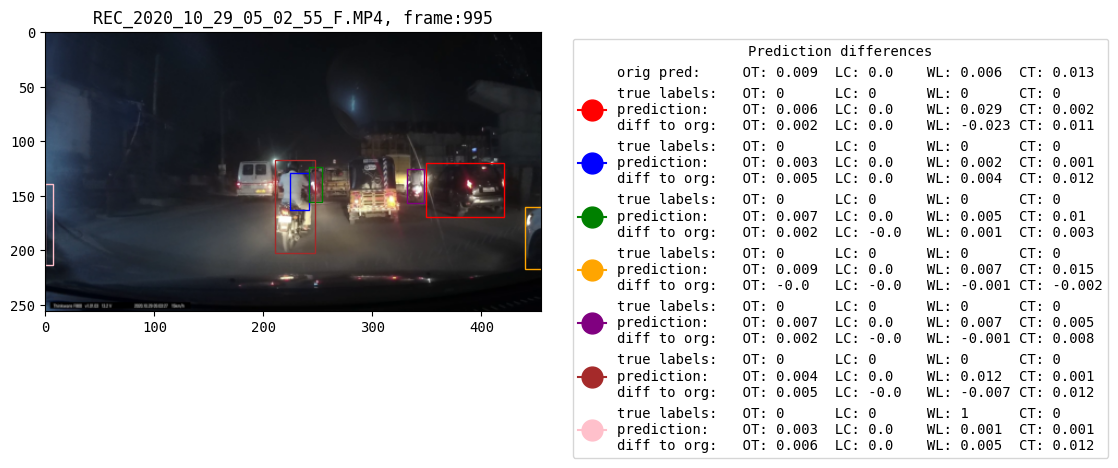 REC_2020_10_29_05_02_55_F.MP4, frame:995
0
50
100
150
200
250
0 100 200 300 400
Prediction differences
orig pred: OT: 0.009 LC: 0.0 WL: 0.006 CT: 0.013
true labels: OT: 0 LC: 0 WL: 0 CT: 0
prediction: OT: 0.006 LC: 0.0 WL: 0.029 CT: 0.002
diff to org: OT: 0.002 LC: 0.0 WL: -0.023 CT: 0.011
true labels: OT: 0 LC: 0 WL: 0 CT: 0
prediction: OT: 0.003 LC: 0.0 WL: 0.002 CT: 0.001
diff to org: OT: 0.005 LC: 0.0 WL: 0.004 CT: 0.012
true labels: OT: 0 LC: 0 WL: 0 CT: 0
prediction: OT: 0.007 LC: 0.0 WL: 0.005 CT: 0.01
diff to org: OT: 0.002 LC: -0.0 WL: 0.001 CT: 0.003
true labels: OT: 0 LC: 0 WL: 0 CT: 0
prediction: OT: 0.009 LC: 0.0 WL: 0.007 CT: 0.015
diff to org: OT: -0.0 LC: -0.0 WL: -0.001 CT: -0.002
true labels: OT: 0 LC: 0 WL: 0 CT: 0
prediction: OT: 0.007 LC: 0.0 WL: 0.007 CT: 0.005
diff to org: OT: 0.002 LC: -0.0 WL: -0.001 CT: 0.008
true labels: OT: 0 LC: 0 WL: 0 CT: 0
prediction: OT: 0.004 LC: 0.0 WL: 0.012 CT: 0.001
diff to org: OT: 0.005 LC: -0.0 WL: -0.007 CT: 0.012
true labels: OT: 0 LC: 0 WL: 1 CT: 0
prediction: OT: 0.003 LC: 0.0 WL: 0.001 CT: 0.001
diff to org: OT: 0.006 LC: 0.0 WL: 0.005 CT: 0.012